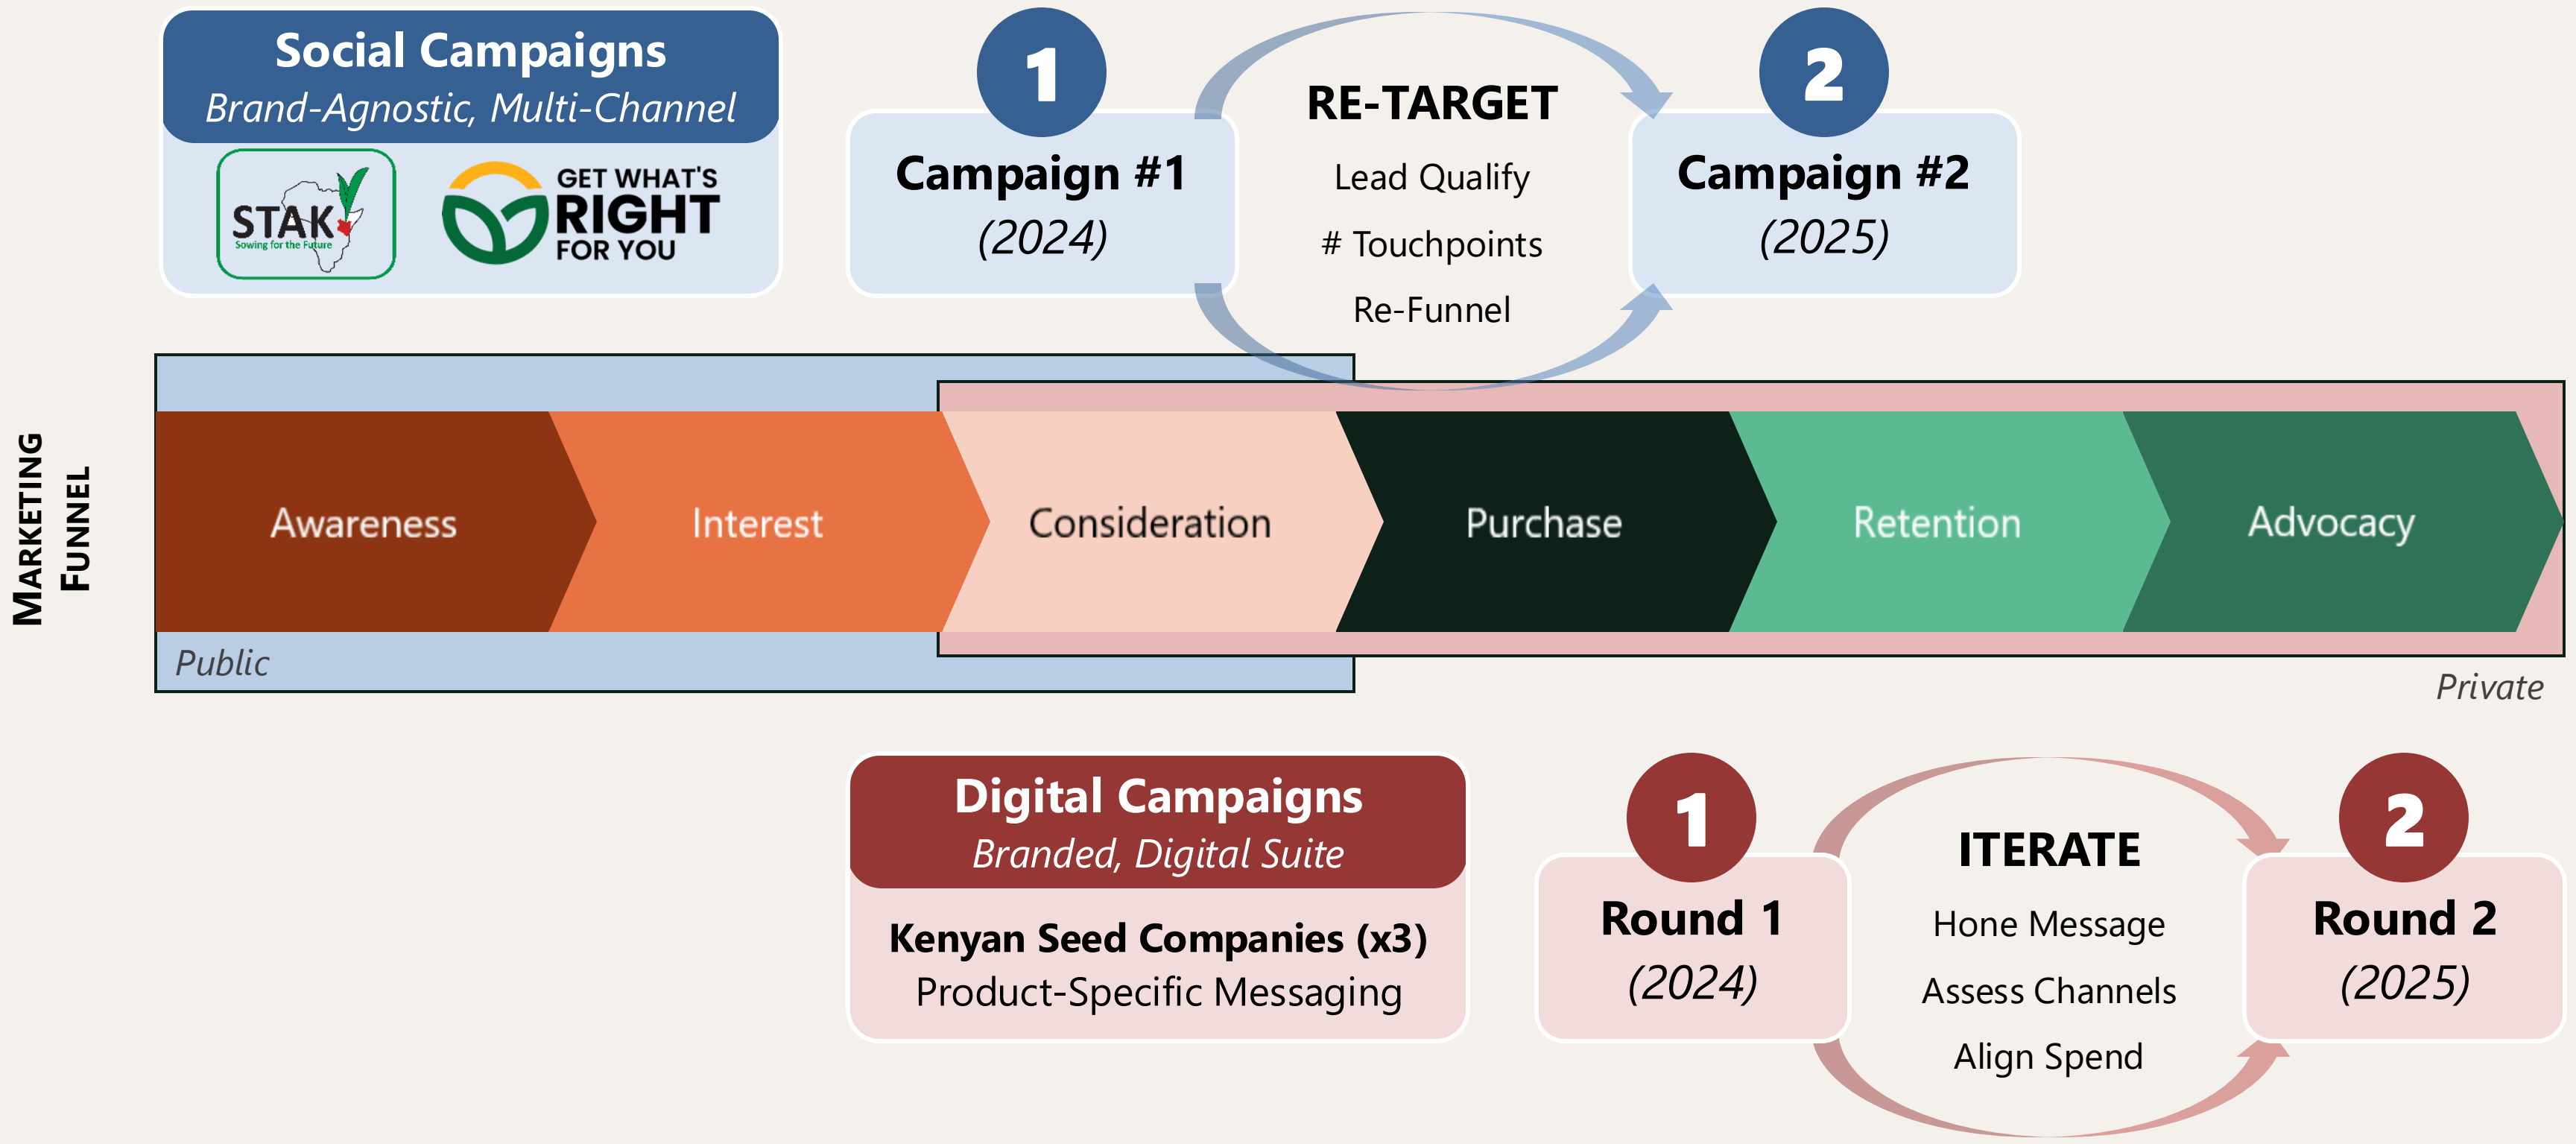 Social Campaigns
Brand-Agnostic, Multi-Channel
STAK
Sowing for the Future
GET WHAT'S
RIGHT
FOR YOU
1
Campaign #1
(2024)
RE-TARGET
Lead Qualify
# Touchpoints
Re-Funnel
2
Campaign #2
(2025)
MARKETING
FUNNEL
Awareness
Interest
Consideration
Purchase
Retention
Advocacy
Public
Private
Digital Campaigns
Branded, Digital Suite
Kenyan Seed Companies (x3)
Product-Specific Messaging
1
Round 1
(2024)
ITERATE
Hone Message
Assess Channels
Align Spend
2
Round 2
(2025)